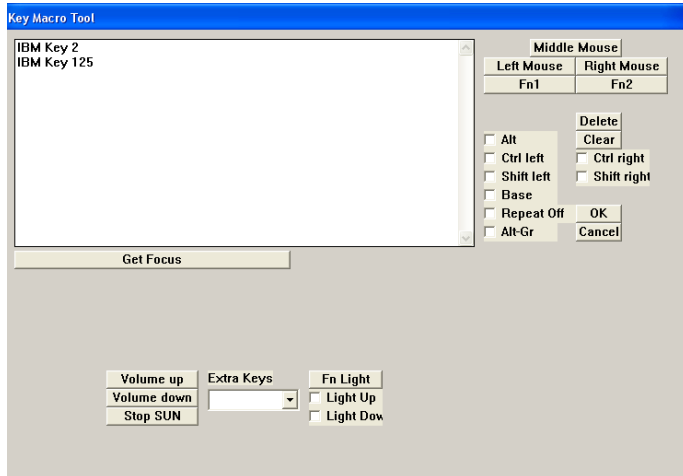 Key Macro Tool
IBM Key 2
IBM Key 125
Middle Mouse
Left Mouse Right Mouse
Fn1 Fn2
Delete
Alt Clear
Ctrl left Ctrl right
Shift left Shift right
Base
Repeat Off OK
Alt-Gr Cancel
Get Focus
Volume up Extra Keys Fn Light
Volume down Light Up
Stop SUN Light Dow